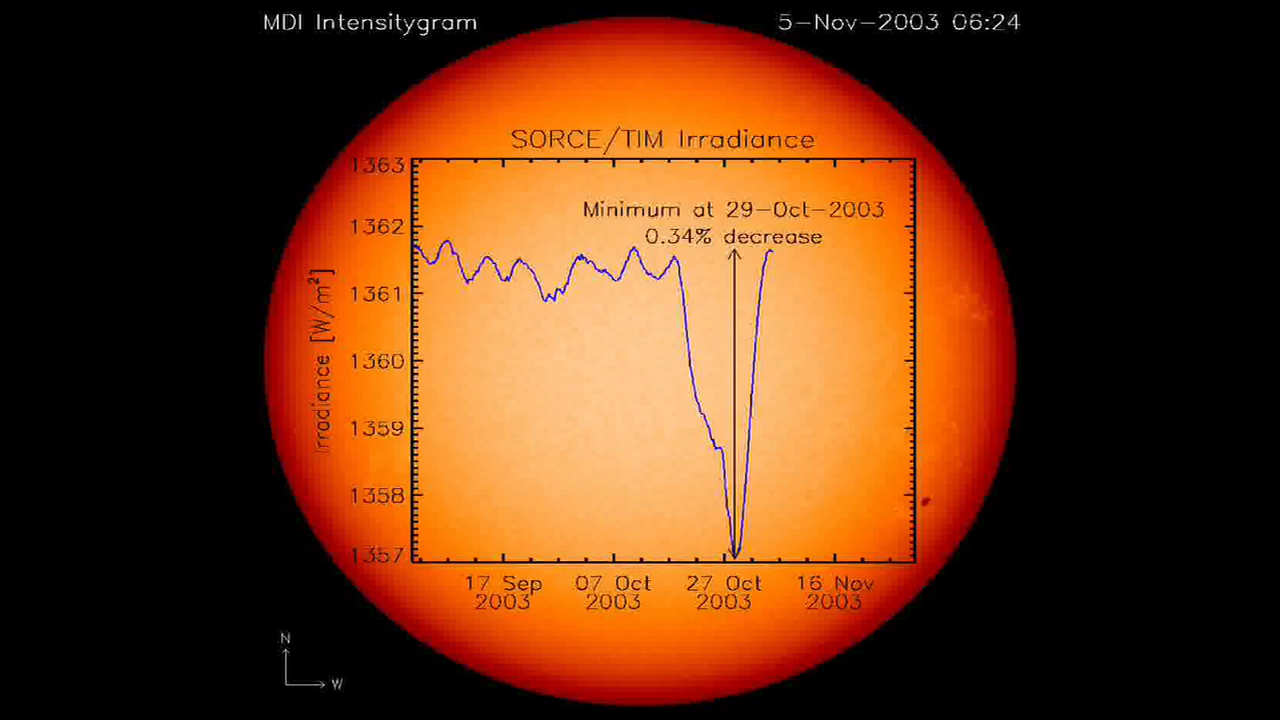 MDI Intensitygram
5-Nov-2003 06:24
SORCE/TIM Irradiance
1363
Minimum at 29-Oct-2003
1362
0.34% decrease
1361
Irradiance [W/m²]
1360
1359
1358
1357
17 Sep 07 Oct 27 Oct 16 Nov
2003 2003 2003 2003
N
W